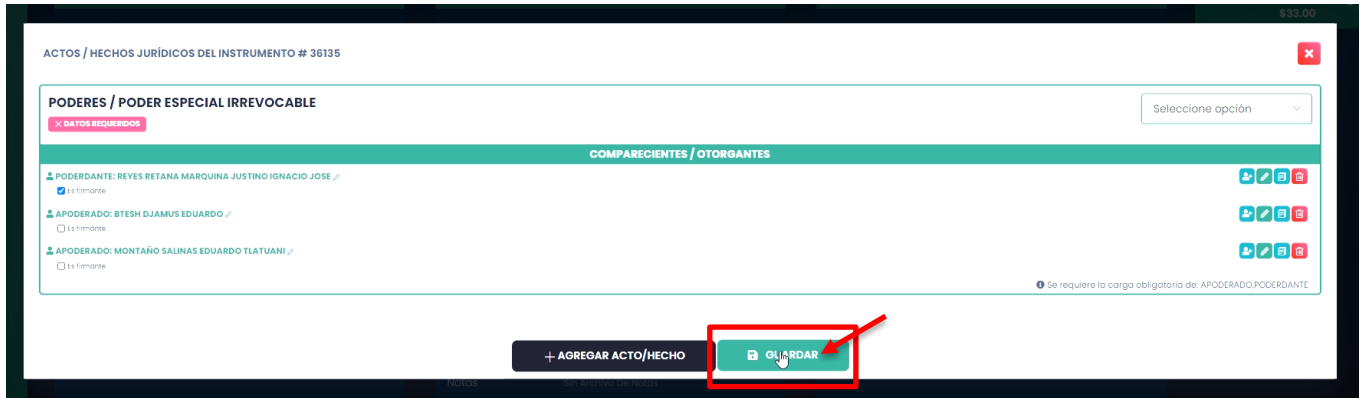 $33.00
ACTOS / HECHOS JURÍDICOS DEL INSTRUMENTO # 36135
PODERES / PODER ESPECIAL IRREVOCABLE
Seleccione opción
DATOS REQUERIDOS
COMPARECIENTES / OTORGANTES
PODERDANTE: REYES RETANA MARQUINA JUSTINO IGNACIO JOSE
Es firmante
APODERADO: BTESH DJAMUS EDUARDO
Es firmante
APODERADO: MONTAÑO SALINAS EDUARDO TLATUANI
Es firmante
Se requiere la carga obligatoria de: APODERADO,PODERDANTE
+ AGREGAR ACTO/HECHO
GUARDAR
Notas
Sin Archivo De Notas